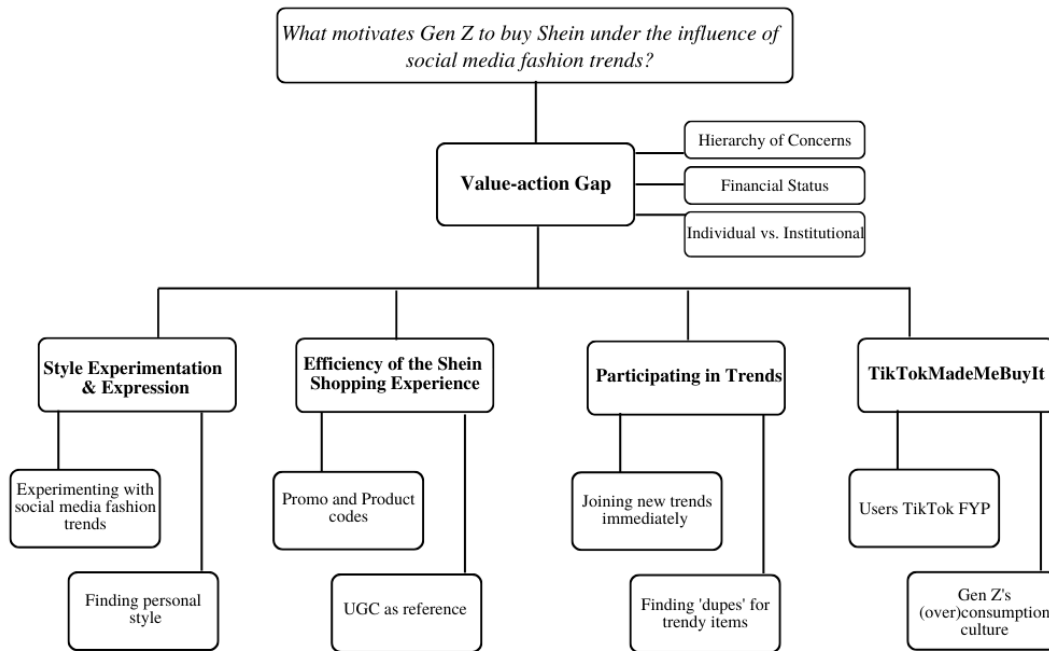 What motivates Gen Z to buy Shein under the influence of
social media fashion trends?
Value-action Gap
Hierarchy of Concerns
Financial Status
Individual vs. Institutional
Style Experimentation
& Expression
Efficiency of the Shein
Shopping Experience
Participating in Trends
TikTokMadeMeBuyIt
Experimenting with
social media fashion
trends
Promo and Product
codes
Joining new trends
immediately
Users TikTok FYP
Finding personal
style
UGC as reference
Finding 'dupes' for
trendy items
Gen Z's
(over)consumption
culture